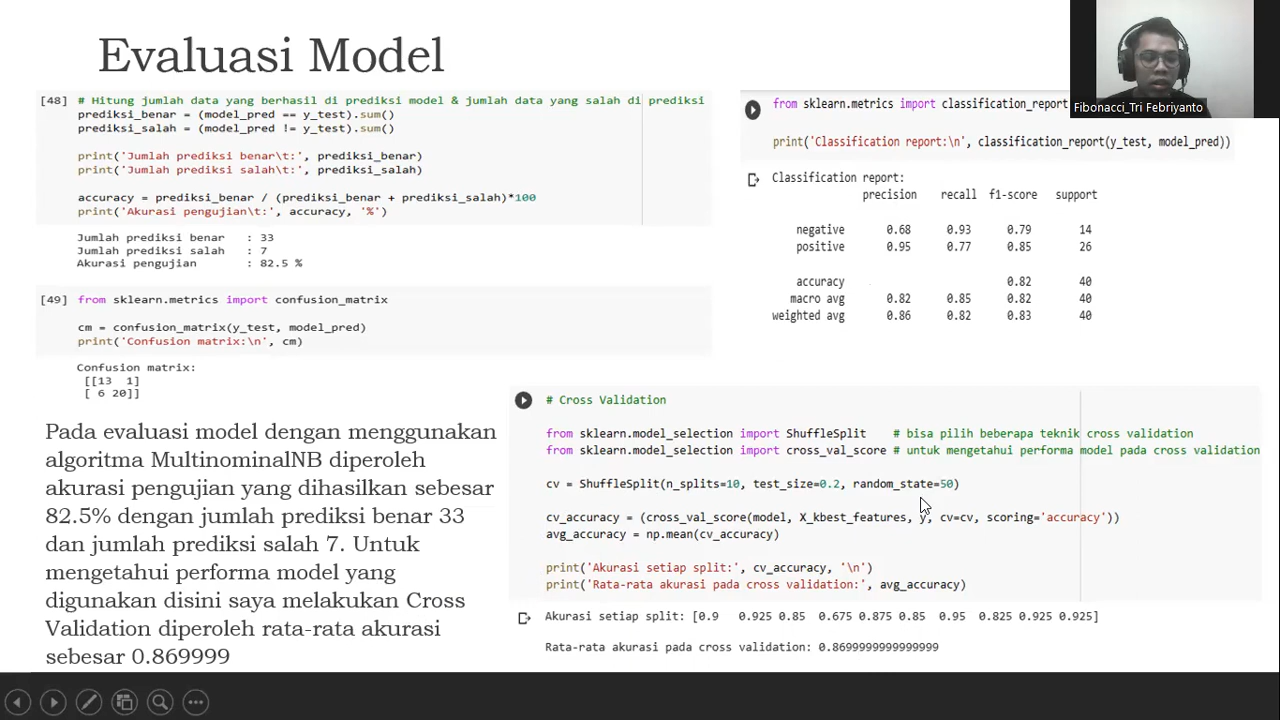 Evaluasi Model
[48] # Hitung jumlah data yang berhasil di prediksi model & jumlah data yang salah di prediksi
prediksi_benar = (model_pred == y_test).sum()
prediksi_salah = (model_pred != y_test).sum()
print('Jumlah prediksi benar\t:', prediksi_benar)
print('Jumlah prediksi salah\t:', prediksi_salah)
accuracy = prediksi_benar / (prediksi_benar + prediksi_salah)*100
print('Akurasi pengujian\t:', accuracy, '%')
Jumlah prediksi benar : 33
Jumlah prediksi salah : 7
Akurasi pengujian : 82.5 %
[49] from sklearn.metrics import confusion_matrix
cm = confusion_matrix(y_test, model_pred)
print('Confusion matrix:\n', cm)
Confusion matrix:
[[13 1]
[ 6 20]]
Pada evaluasi model dengan menggunakan
algoritma MultinominalNB diperoleh
akurasi pengujian yang dihasilkan sebesar
82.5% dengan jumlah prediksi benar 33
dan jumlah prediksi salah 7. Untuk
mengetahui performa model yang
digunakan disini saya melakukan Cross
Validation diperoleh rata-rata akurasi
sebesar 0.869999
from sklearn.metrics import classification_report
print('Classification report:\n', classification_report(y_test, model_pred))
Classification report:
precision recall f1-score support
negative 0.68 0.93 0.79 14
positive 0.95 0.77 0.85 26
accuracy 0.82 40
macro avg 0.82 0.85 0.82 40
weighted avg 0.86 0.82 0.83 40
# Cross Validation
from sklearn.model_selection import ShuffleSplit # bisa pilih beberapa teknik cross validation
from sklearn.model_selection import cross_val_score # untuk mengetahui performa model pada cross validation
cv = ShuffleSplit(n_splits=10, test_size=0.2, random_state=50)
cv_accuracy = (cross_val_score(model, X_kbest_features, y, cv=cv, scoring='accuracy'))
avg_accuracy = np.mean(cv_accuracy)
print('Akurasi setiap split:', cv_accuracy, '\n')
print('Rata-rata akurasi pada cross validation:', avg_accuracy)
Akurasi setiap split: [0.9 0.925 0.85 0.675 0.875 0.85 0.95 0.825 0.925 0.925]
Rata-rata akurasi pada cross validation: 0.8699999999999999
Fibonacci_Tri Febriyanto